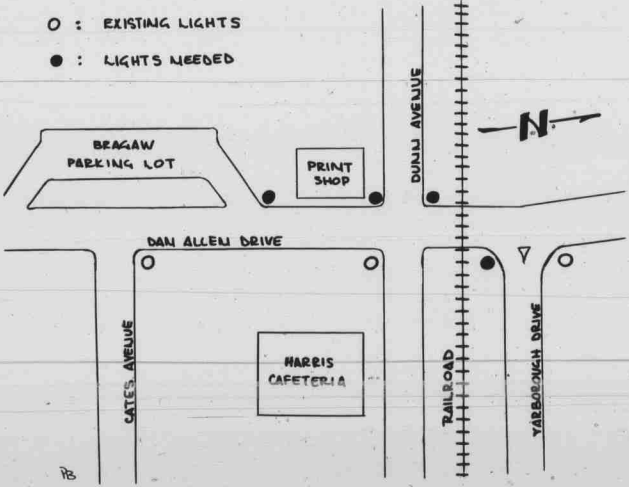 O : EXISTING LIGHTS
● : LIGHTS NEEDED
BRAGAW
PARKING LOT
PRINT
SHOP
DUNN AVENUE
N
DAN ALLEN DRIVE
CATES AVENUE
HARRIS
CAFETERIA
RAILROAD
YARBOROUGH DRIVE
PB